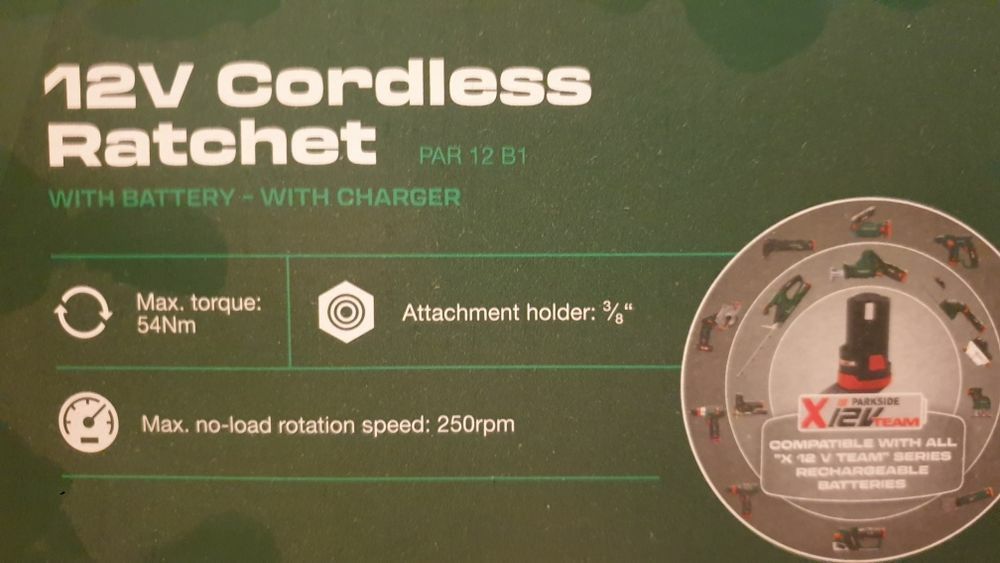 12V Cordless
Ratchet PAR 12 B1
WITH BATTERY - WITH CHARGER
Max. torque:
54Nm
Attachment holder: ³/₈“
Max. no-load rotation speed: 250rpm
PARKSIDE
X12V TEAM
COMPATIBLE WITH ALL
"X 12 V TEAM" SERIES
RECHARGEABLE
BATTERIES